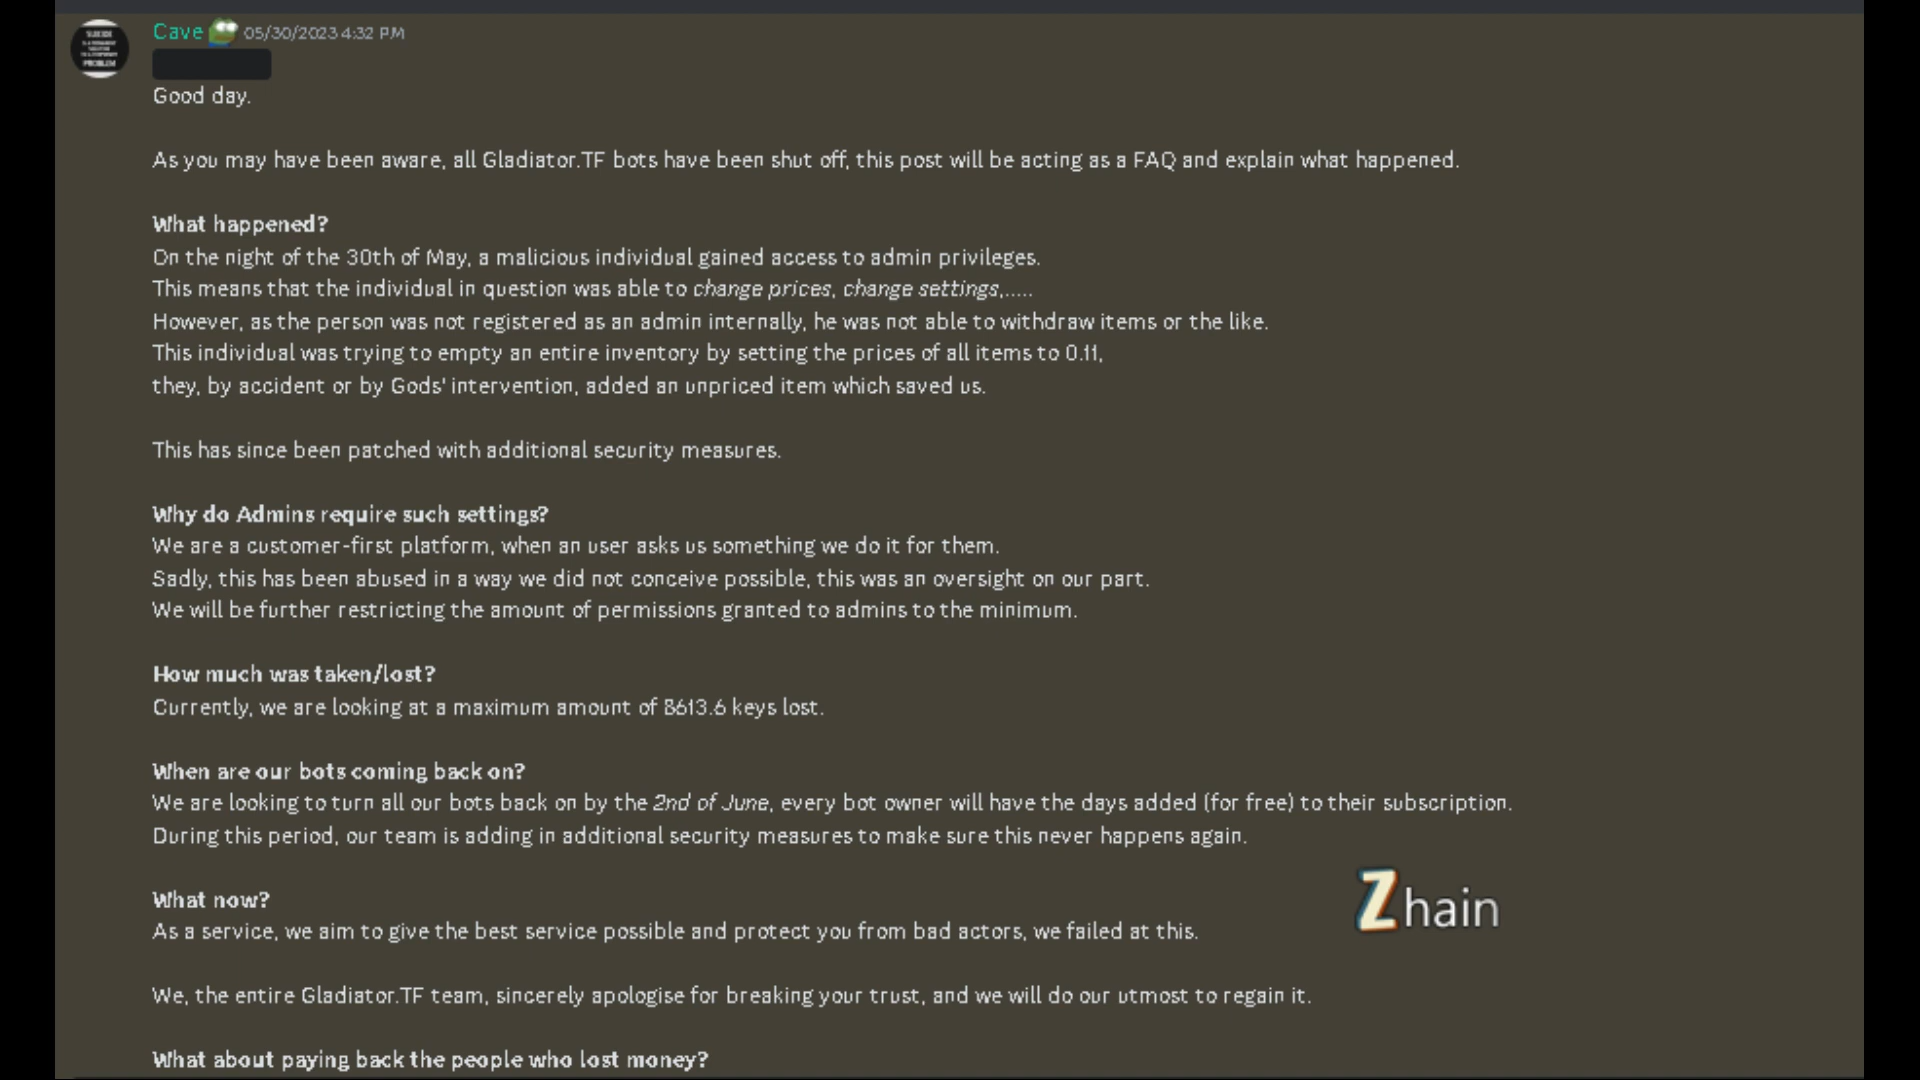 SUICIDE
PROBLEM
Cave 05/30/2023 4:32 PM
Good day.
As you may have been aware, all Gladiator.TF bots have been shut off, this post will be acting as a FAQ and explain what happened.
What happened?
On the night of the 30th of May, a malicious individual gained access to admin privileges.
This means that the individual in question was able to change prices, change settings,.....
However, as the person was not registered as an admin internally, he was not able to withdraw items or the like.
This individual was trying to empty an entire inventory by setting the prices of all items to 0.11,
they, by accident or by Gods' intervention, added an unpriced item which saved us.
This has since been patched with additional security measures.
Why do Admins require such settings?
We are a customer-first platform, when an user asks us something we do it for them.
Sadly, this has been abused in a way we did not conceive possible, this was an oversight on our part.
We will be further restricting the amount of permissions granted to admins to the minimum.
How much was taken/lost?
Currently, we are looking at a maximum amount of 8613.6 keys lost.
When are our bots coming back on?
We are looking to turn all our bots back on by the 2nd of June, every bot owner will have the days added (for free) to their subscription.
During this period, our team is adding in additional security measures to make sure this never happens again.
What now?
Zhain
As a service, we aim to give the best service possible and protect you from bad actors, we failed at this.
We, the entire Gladiator.TF team, sincerely apologise for breaking your trust, and we will do our utmost to regain it.
What about paying back the people who lost money?